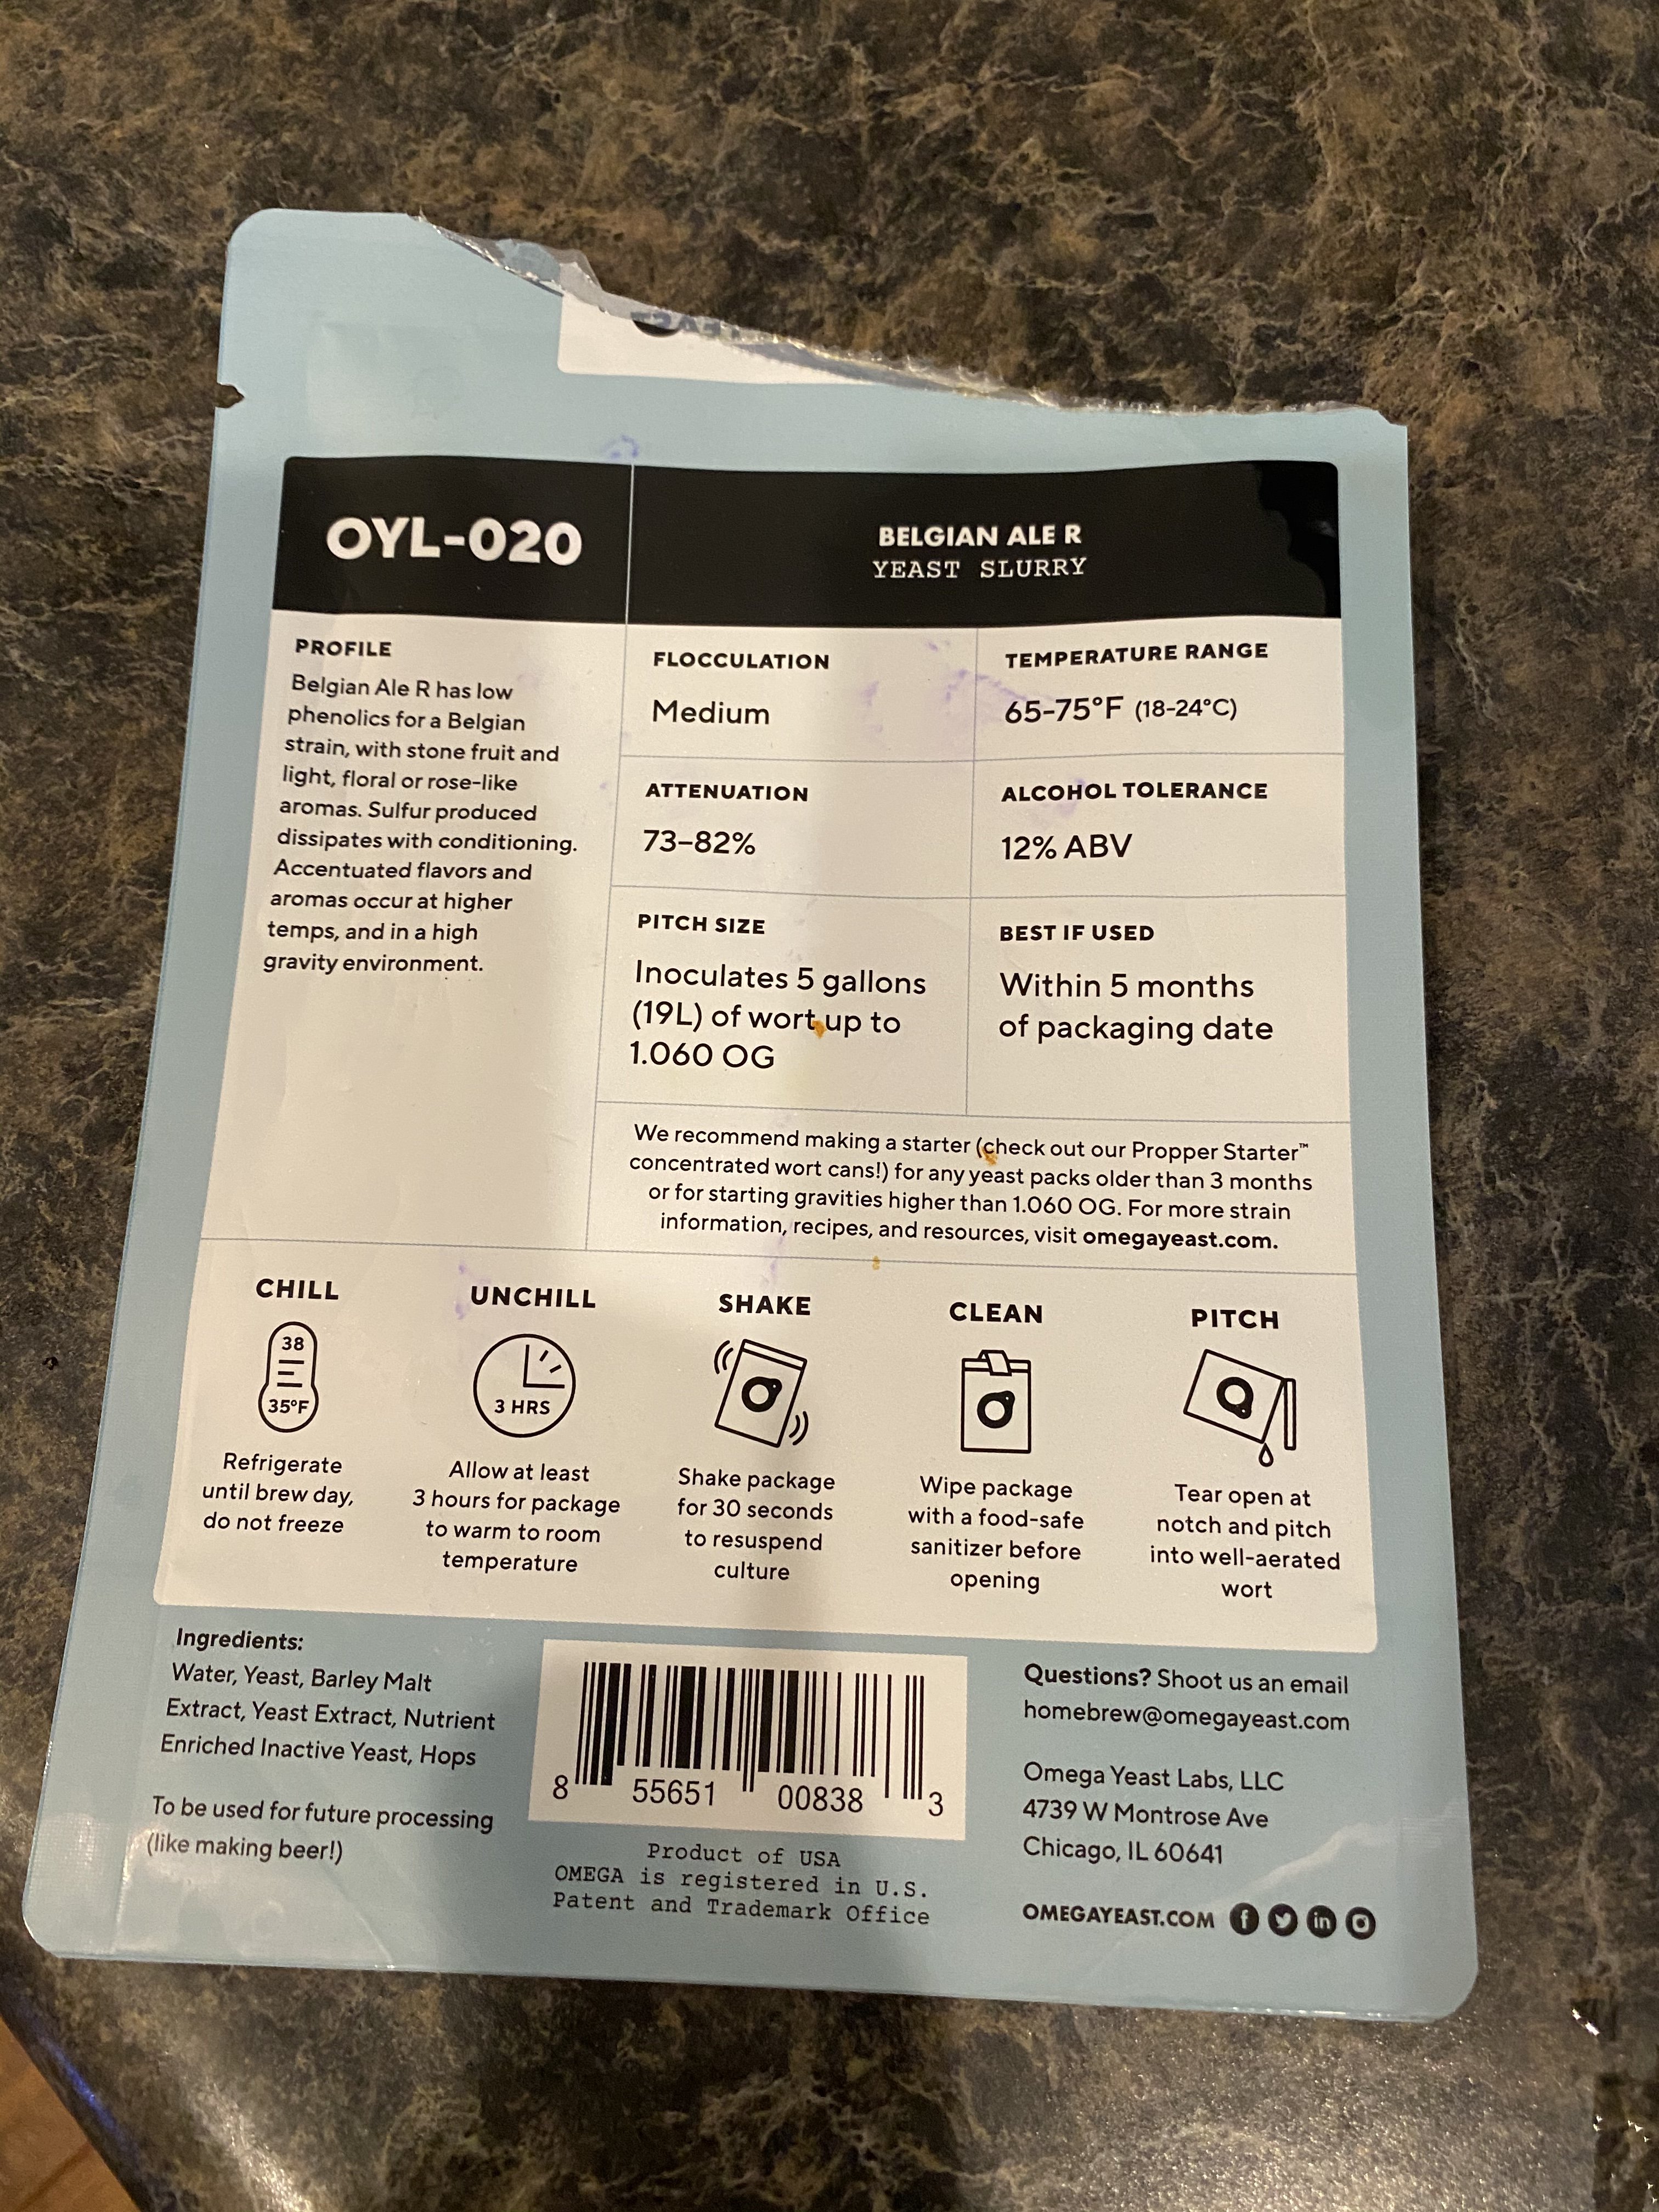 OYL-020
BELGIAN ALE R
YEAST SLURRY
PROFILE
Belgian Ale R has low
phenolics for a Belgian
strain, with stone fruit and
light, floral or rose-like
aromas. Sulfur produced
dissipates with conditioning.
Accentuated flavors and
aromas occur at higher
temps, and in a high
gravity environment.
FLOCCULATION
Medium
TEMPERATURE RANGE
65-75°F (18-24°C)
ATTENUATION
73-82%
ALCOHOL TOLERANCE
12% ABV
PITCH SIZE
Inoculates 5 gallons
(19L) of wort up to
1.060 OG
BEST IF USED
Within 5 months
of packaging date
We recommend making a starter (check out our Propper Starter™
concentrated wort cans!) for any yeast packs older than 3 months
or for starting gravities higher than 1.060 OG. For more strain
information, recipes, and resources, visit omegayeast.com.
CHILL
38
35°F
Refrigerate
until brew day,
do not freeze
UNCHILL
3 HRS
Allow at least
3 hours for package
to warm to room
temperature
SHAKE
Shake package
for 30 seconds
to resuspend
culture
CLEAN
Wipe package
with a food-safe
sanitizer before
opening
PITCH
Tear open at
notch and pitch
into well-aerated
wort
Ingredients:
Water, Yeast, Barley Malt
Extract, Yeast Extract, Nutrient
Enriched Inactive Yeast, Hops
To be used for future processing
(like making beer!)
8 55651 00838 3
Product of USA
OMEGA is registered in U.S.
Patent and Trademark Office
Questions? Shoot us an email
homebrew@omegayeast.com
Omega Yeast Labs, LLC
4739 W Montrose Ave
Chicago, IL 60641
OMEGAYEAST.COM